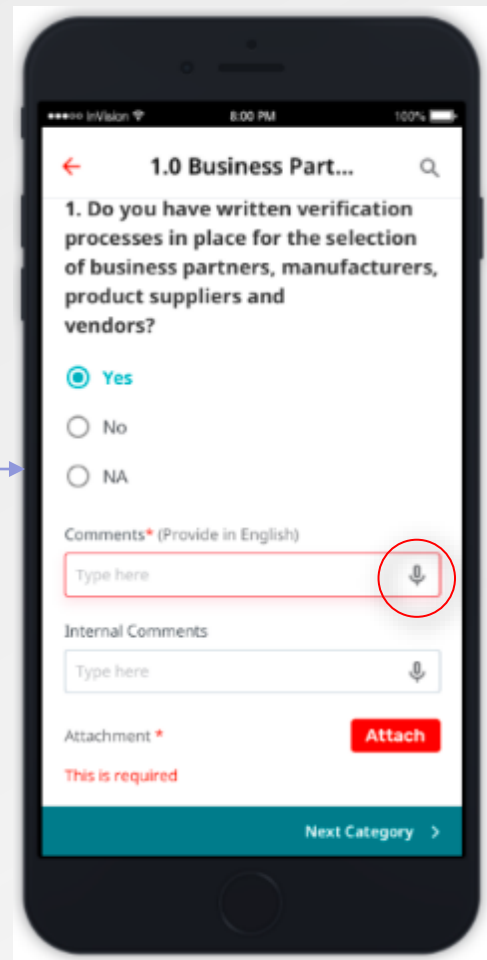 InVision 8:00 PM 100%
1.0 Business Part...
1. Do you have written verification
processes in place for the selection
of business partners, manufacturers,
product suppliers and
vendors?
Yes
No
NA
Comments* (Provide in English)
Type here
Internal Comments
Type here
Attachment * Attach
This is required
Next Category >